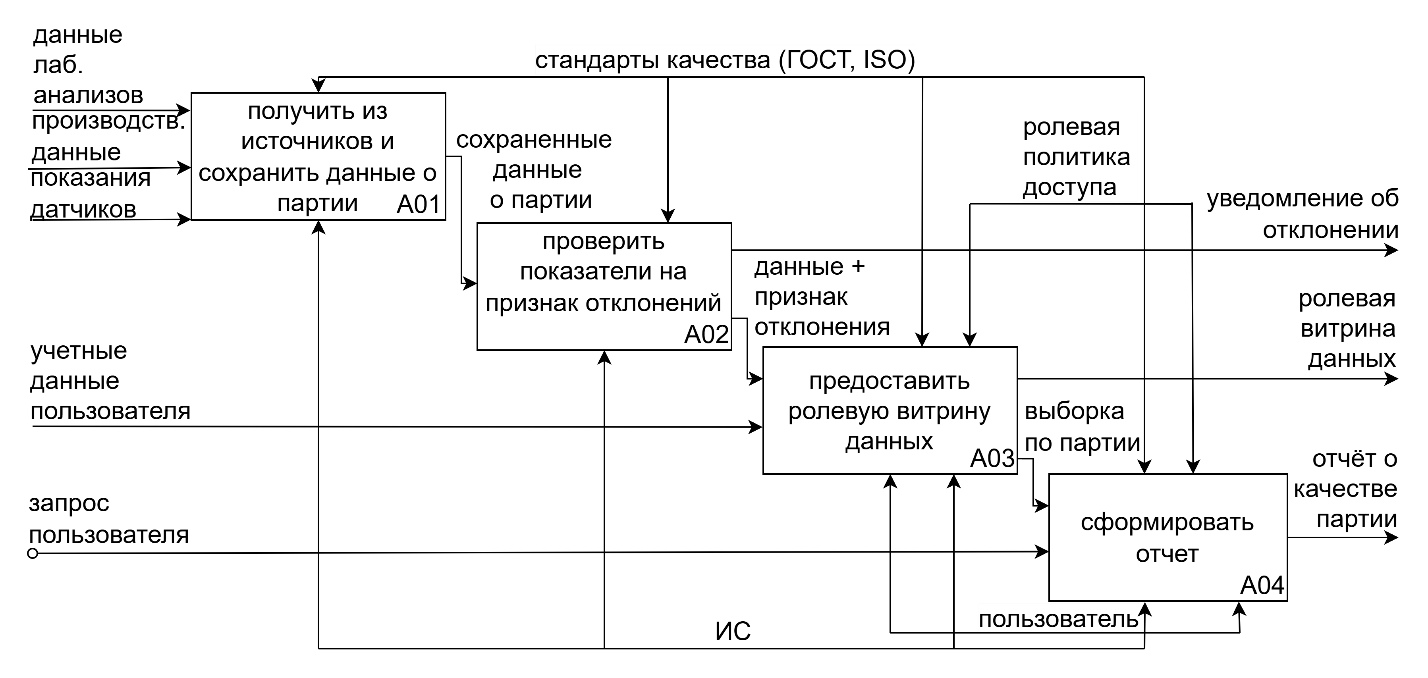 данные
лаб.
анализов
производств.
данные
показания
датчиков
стандарты качества (ГОСТ, ISO)
получить из
источников и
сохранить данные о
партии
A01
сохраненные
данные
о партии
ролевая
политика
доступа
уведомление об
отклонении
проверить
показатели на
признак отклонений
A02
данные +
признак
отклонения
ролевая
витрина
данных
учетные
данные
пользователя
предоставить
ролевую витрину
данных
A03
выборка
по партии
отчёт о
качестве
партии
запрос
пользователя
сформировать
отчет
A04
пользователь
ИС